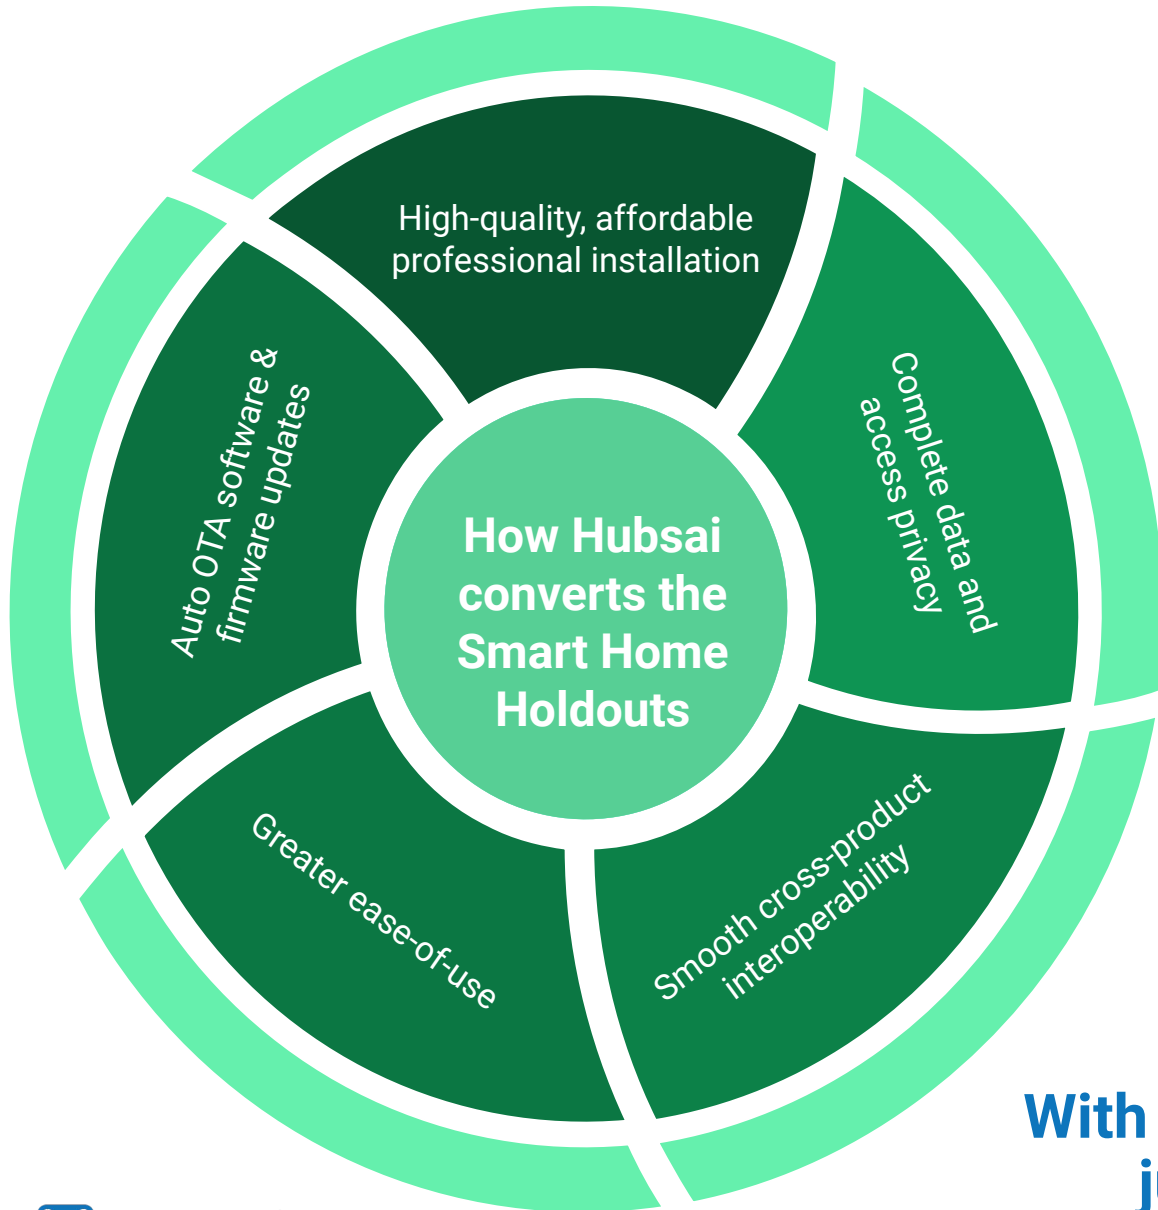 High-quality, affordable
professional installation
Complete data and
access privacy
Smooth cross-product
interoperability
Greater ease-of-use
Auto OTA software &
firmware updates
How Hubsai
converts the
Smart Home
Holdouts
With